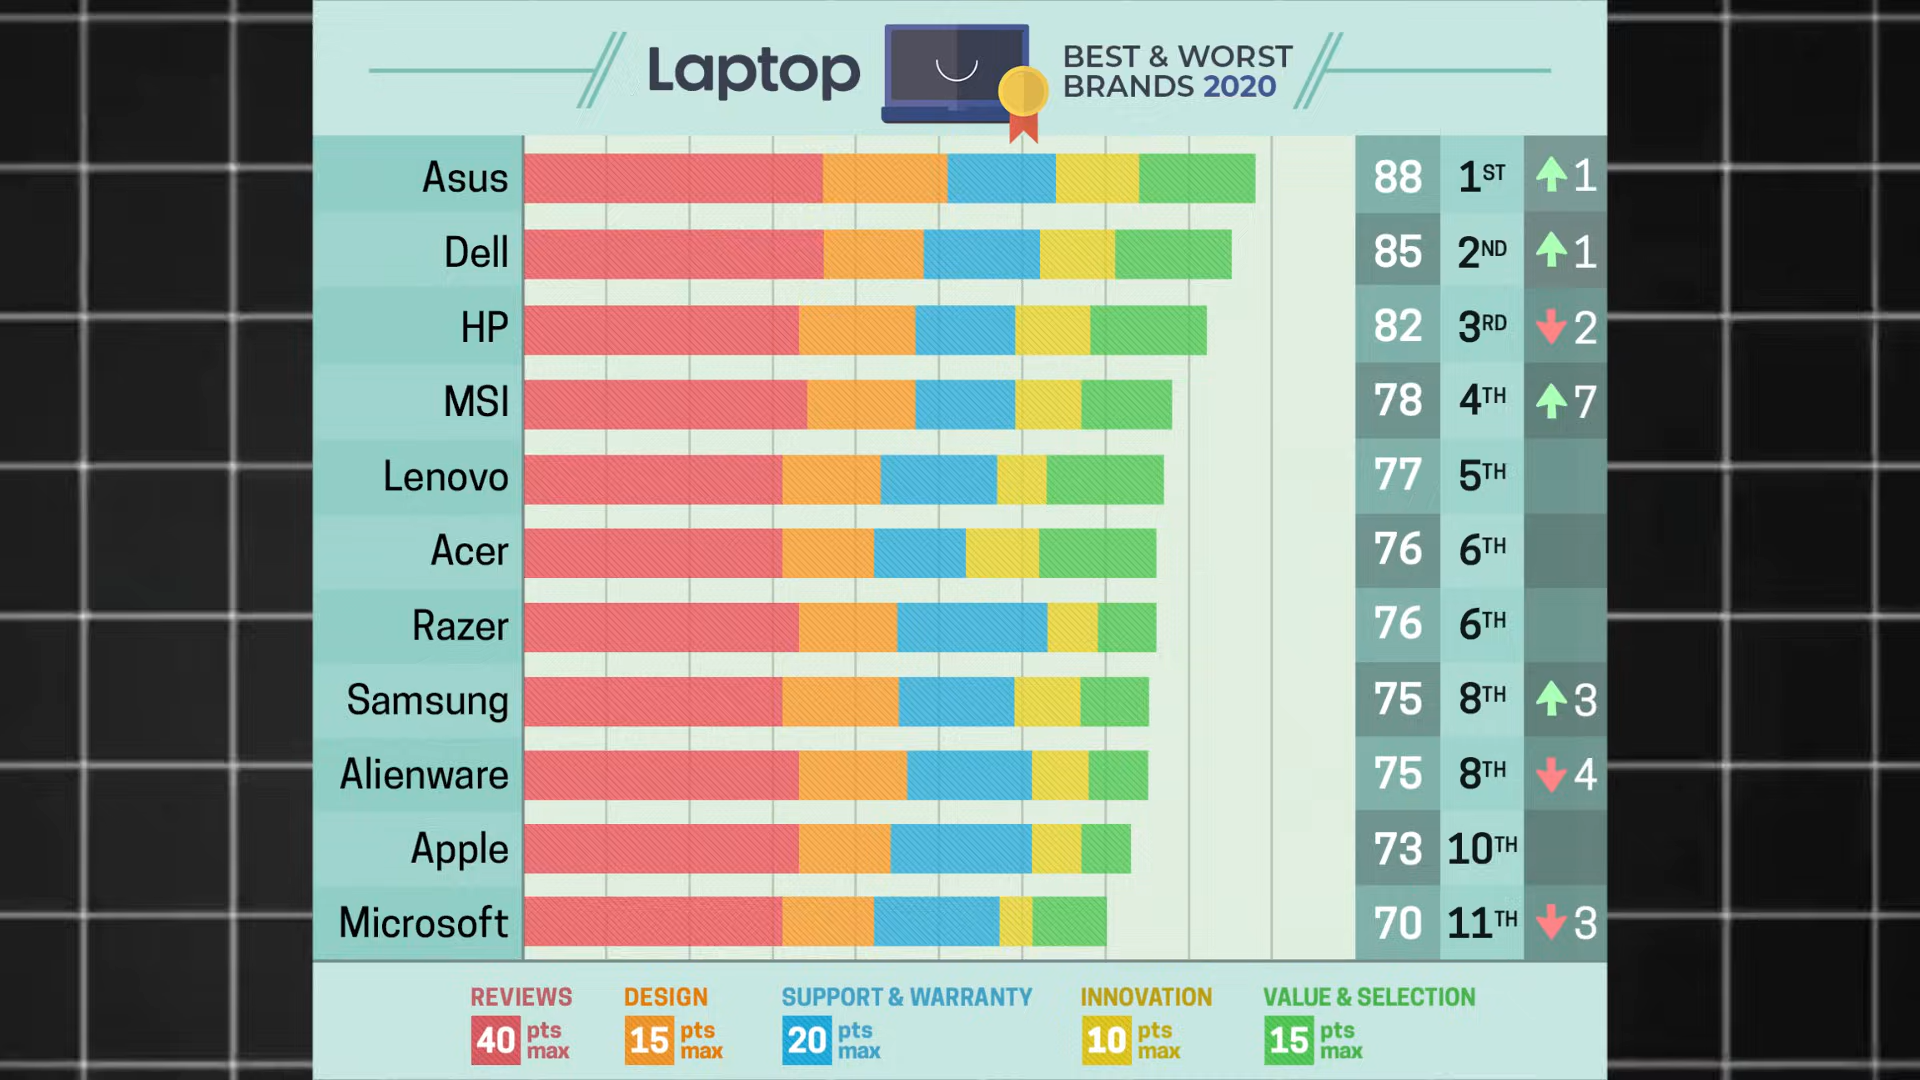 Laptop
BEST & WORST
BRANDS 2020
Asus 88 1ST 1
Dell 85 2ND 1
HP 82 3RD 2
MSI 78 4TH 7
Lenovo 77 5TH
Acer 76 6TH
Razer 76 6TH
Samsung 75 8TH 3
Alienware 75 8TH 4
Apple 73 10TH
Microsoft 70 11TH 3
REVIEWS DESIGN SUPPORT & WARRANTY INNOVATION VALUE & SELECTION
40 pts max 15 pts max 20 pts max 10 pts max 15 pts max